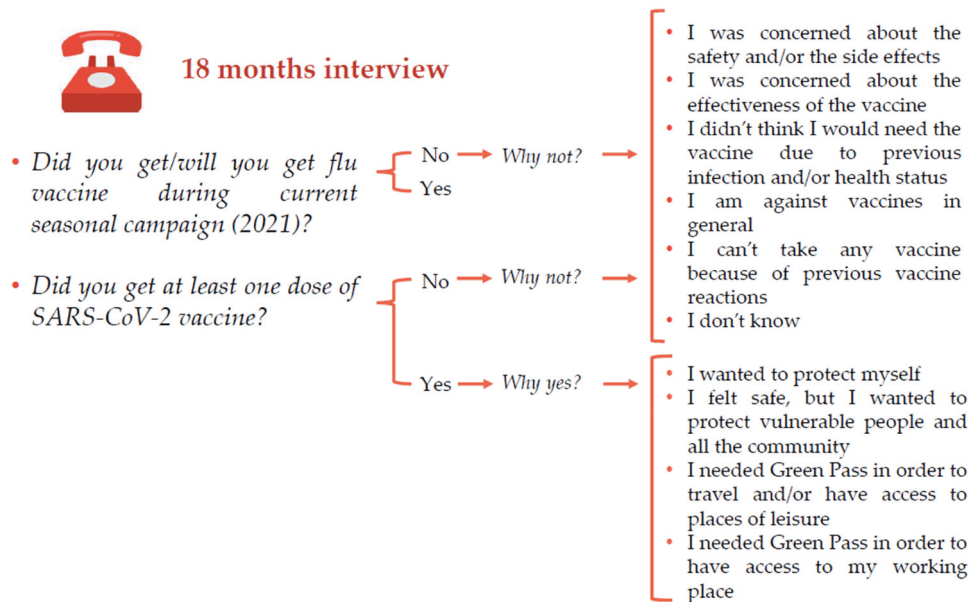 18 months interview
• Did you get/will you get flu
vaccine during current
seasonal campaign (2021)?
No
Why not?
Yes
• Did you get at least one dose of
SARS-CoV-2 vaccine?
No
Why not?
Yes
Why yes?
• I was concerned about the
safety and/or the side effects
• I was concerned about the
effectiveness of the vaccine
• I didn't think I would need the
vaccine due to previous
infection and/or health status
• I am against vaccines in
general
• I can't take any vaccine
because of previous vaccine
reactions
• I don't know
• I wanted to protect myself
• I felt safe, but I wanted to
protect vulnerable people and
all the community
• I needed Green Pass in order to
travel and/or have access to
places of leisure
• I needed Green Pass in order to
have access to my working
place